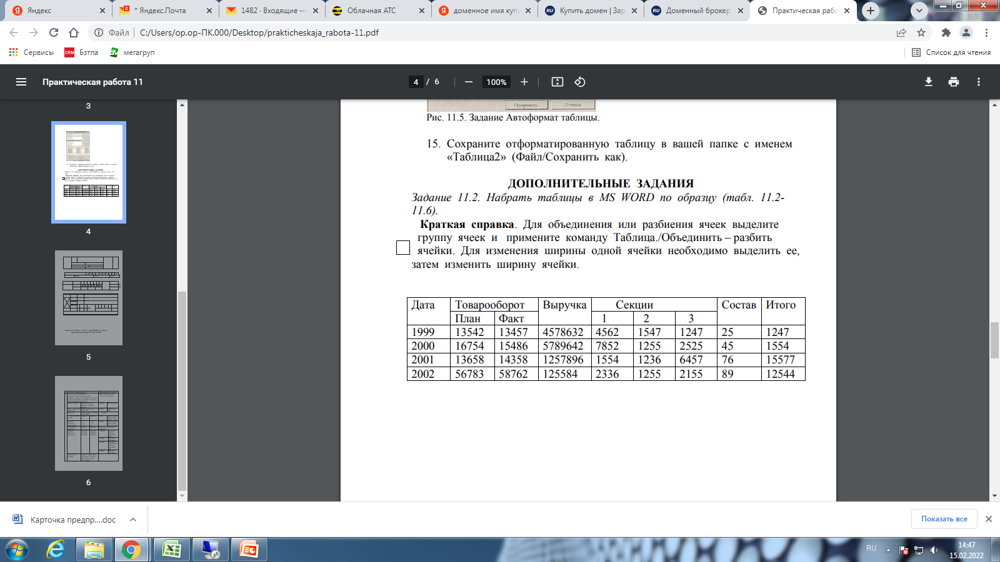 Яндекс
* Яндекс.Почта
1482 · Входящие —
Облачная АТС
доменное имя куп
Купить домен | Зар
Доменный брокер
Практическая рабо
Файл
C:/Users/op.op-ПК.000/Desktop/prakticheskaja_rabota-11.pdf
Сервисы
CRM
Бзтпа
мегагруп
Список для чтения
Практическая работа 11
4 / 6
100%
3
4
5
6
Применить
Отмена
Рис. 11.5. Задание Автоформат таблицы.
15. Сохраните отформатированную таблицу в вашей папке с именем
«Таблица2» (Файл/Сохранить как).
ДОПОЛНИТЕЛЬНЫЕ ЗАДАНИЯ
Задание 11.2. Набрать таблицы в MS WORD по образцу (табл. 11.2-
11.6).
Краткая справка. Для объединения или разбиения ячеек выделите
группу ячеек и примените команду Таблица./Объединить – разбить
ячейки. Для изменения ширины одной ячейки необходимо выделить ее,
затем изменить ширину ячейки.
Дата Товарооборот Выручка Секции Состав Итого
План Факт 1 2 3
1999 13542 13457 4578632 4562 1547 1247 25 1247
2000 16754 15486 5789642 7852 1255 2525 45 1554
2001 13658 14358 1257896 1554 1236 6457 76 15577
2002 56783 58762 125584 2336 1255 2155 89 12544
Карточка предпр....doc
Показать все
RU
14:47
15.02.2022